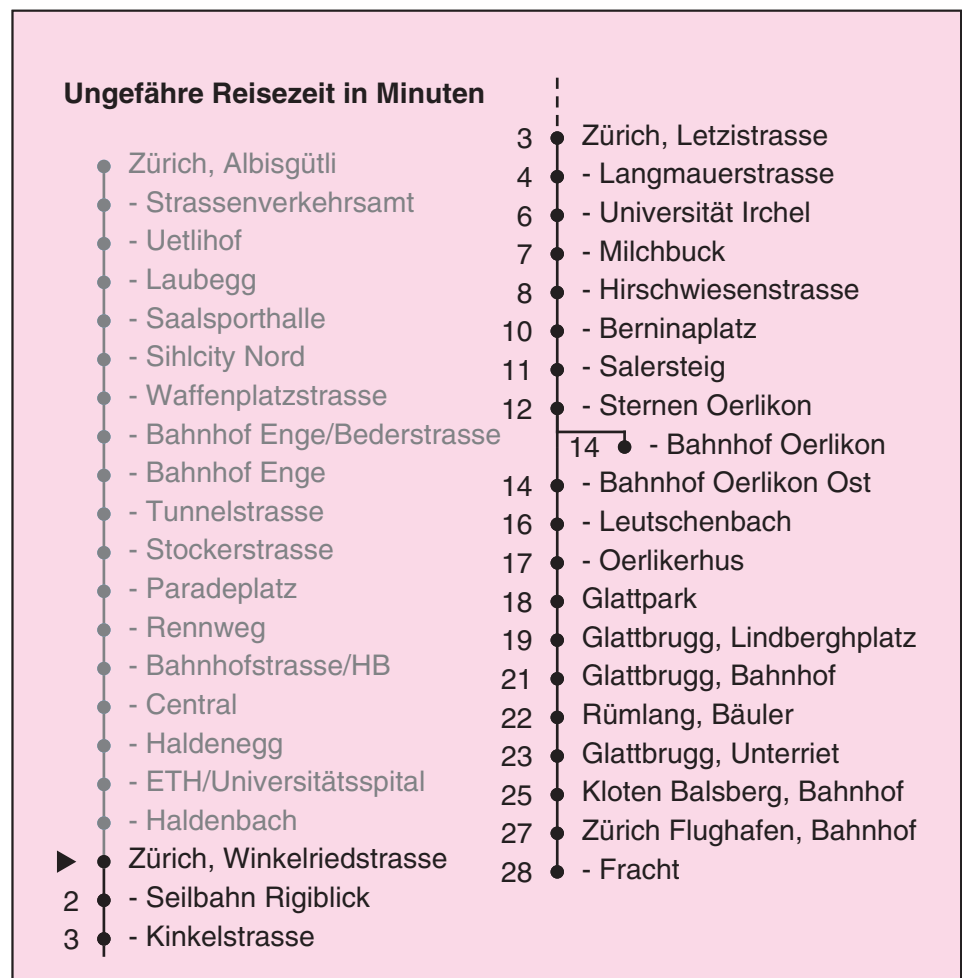 Ungefähre Reisezeit in Minuten
Zürich, Albisgütli
- Strassenverkehrsamt
- Uetlihof
- Laubegg
- Saalsporthalle
- Sihlcity Nord
- Waffenplatzstrasse
- Bahnhof Enge/Bederstrasse
- Bahnhof Enge
- Tunnelstrasse
- Stockerstrasse
- Paradeplatz
- Rennweg
- Bahnhofstrasse/HB
- Central
- Haldenegg
- ETH/Universitätsspital
- Haldenbach
Zürich, Winkelriedstrasse
2 - Seilbahn Rigiblick
3 - Kinkelstrasse
3 Zürich, Letzistrasse
4 - Langmauerstrasse
6 - Universität Irchel
7 - Milchbuck
8 - Hirschwiesenstrasse
10 - Berninaplatz
11 - Salersteig
12 - Sternen Oerlikon
14 - Bahnhof Oerlikon
14 - Bahnhof Oerlikon Ost
16 - Leutschenbach
17 - Oerlikerhus
18 Glattpark
19 Glattbrugg, Lindberghplatz
21 Glattbrugg, Bahnhof
22 Rümlang, Bäuler
23 Glattbrugg, Unterriet
25 Kloten Balsberg, Bahnhof
27 Zürich Flughafen, Bahnhof
28 - Fracht